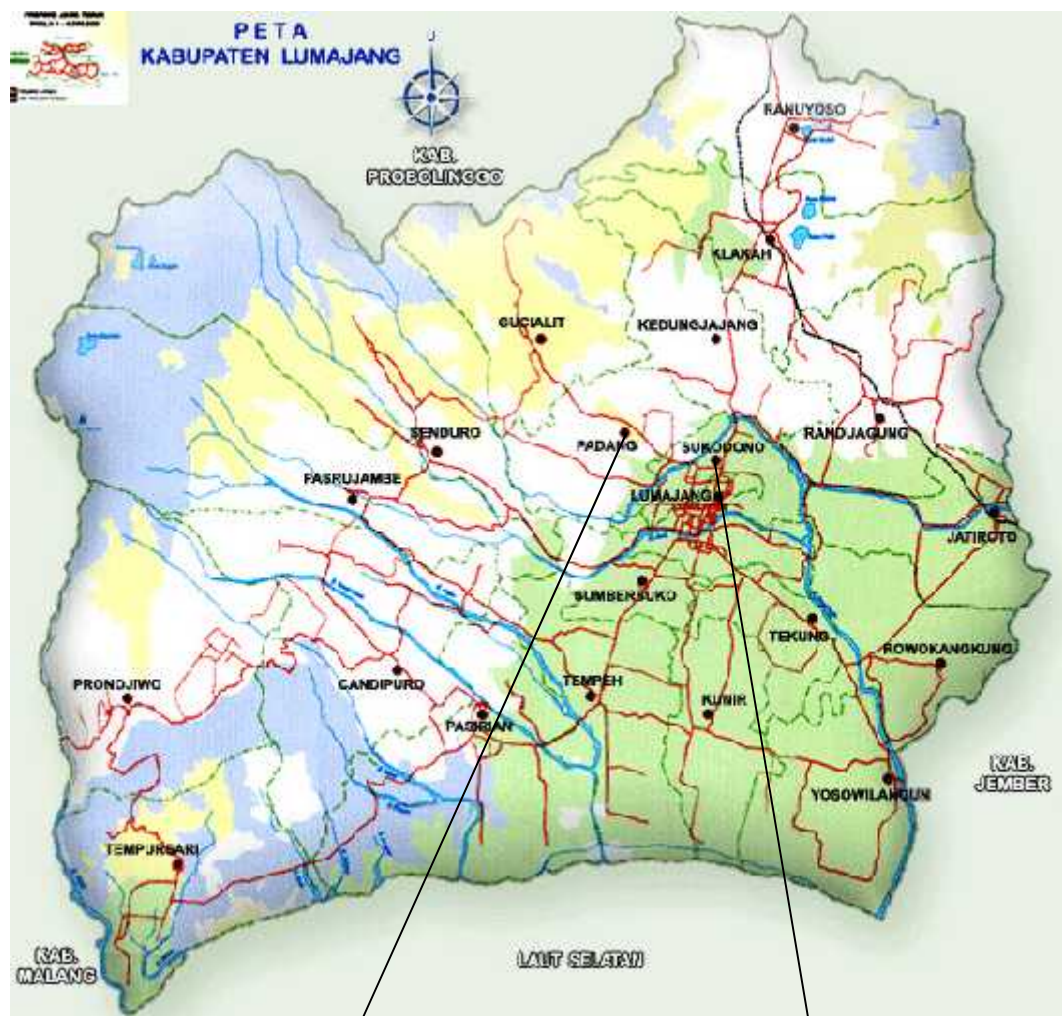 PETA
KABUPATEN LUMAJANG
U
KAB.
PROBOLINGGO
RANUYOSO
KLAKAH
GUCIALIT
KEDUNGJAJANG
SENDURO
PADANG
SUKODONO
RANDJAGUNG
PASRUJAMBE
LUMAJANG
JATIROTO
SUMBERSUKO
TEKUNG
ROWOKANGKUNG
PRONOJIWO
CANDIPURO
TEMPEH
KUNIR
PASIRIAN
KAB.
JEMBER
YOSOWILANGUN
TEMPURSARI
KAB.
MALANG
LAUT SELATAN